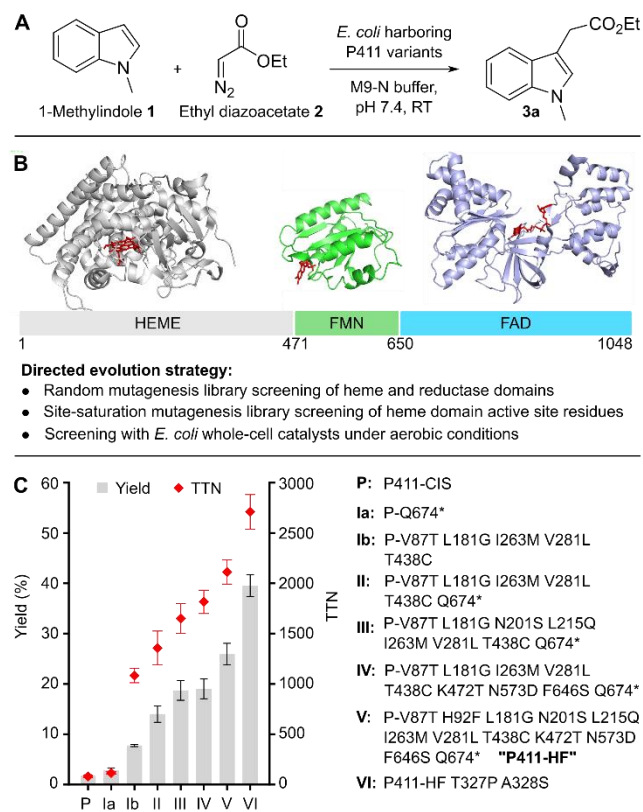 A
N
1-Methylindole 1
+
O
O
Et
N2
Ethyl diazoacetate 2
E. coli harboring
P411 variants
M9-N buffer,
pH 7.4, RT
CO2Et
N
3a
B
HEME FMN FAD
1 471 650 1048
Directed evolution strategy:
● Random mutagenesis library screening of heme and reductase domains
● Site-saturation mutagenesis library screening of heme domain active site residues
● Screening with E. coli whole-cell catalysts under aerobic conditions
C
Yield TTN
Yield (%)
60
50
40
30
20
10
0
3000
2500
2000
1500
1000
500
0
TTN
P Ia Ib II III IV V VI
P: P411-CIS
Ia: P-Q674*
Ib: P-V87T L181G I263M V281L
T438C
II: P-V87T L181G I263M V281L
T438C Q674*
III: P-V87T L181G N201S L215Q
I263M V281L T438C Q674*
IV: P-V87T L181G I263M V281L
T438C K472T N573D F646S Q674*
V: P-V87T H92F L181G N201S L215Q
I263M V281L T438C K472T N573D
F646S Q674* "P411-HF"
VI: P411-HF T327P A328S